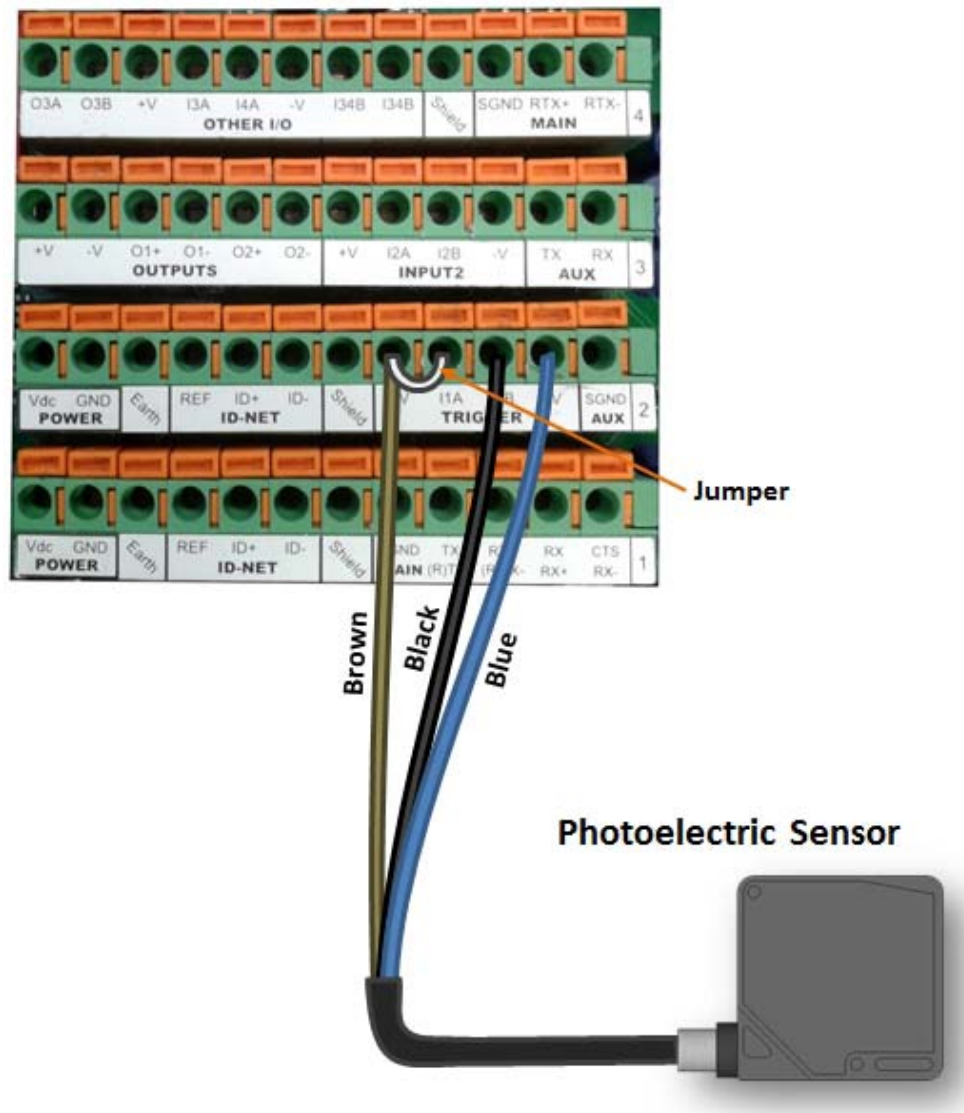 O3A O3B +V I3A I4A -V I34B I34B Shield SGND RTX+ RTX- 4
OTHER I/O MAIN
+V -V O1+ O1- O2+ O2- +V I2A I2B -V TX RX 3
OUTPUTS INPUT2 AUX
Vdc GND Earth REF ID+ ID- Shield I1A SGND 2
POWER ID-NET AUX
Jumper
Vdc GND Earth REF ID+ ID- Shield RX CTS 1
POWER ID-NET RX+ RX-
Brown
Black
Blue
Photoelectric Sensor